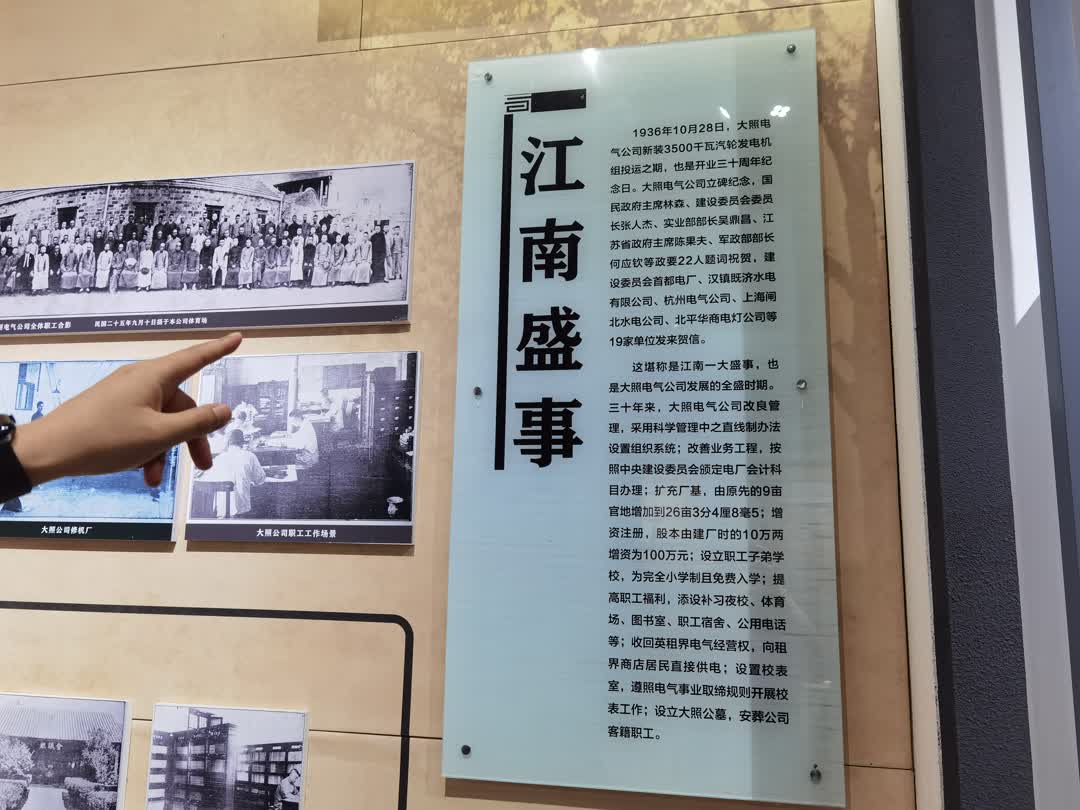 江南盛事
1936年10月28日，大照电
气公司新装3500千瓦汽轮发电机
组投运之期，也是开业三十周年纪
念日。大照电气公司立碑纪念，国
民政府主席林森、建设委员会委员
长张人杰、实业部部长吴鼎昌、江
苏省政府主席陈果夫、军政部部长
何应钦等政要22人题词祝贺，建
设委员会首都电厂、汉镇既济水电
有限公司、杭州电气公司、上海闸
北水电公司、北平华商电灯公司等
19家单位发来贺信。
这堪称是江南一大盛事，也
是大照电气公司发展的全盛时期。
三十年来，大照电气公司改良管
理，采用科学管理中之直线制办法
设置组织系统；改善业务工程，按
照中央建设委员会颁定电厂会计科
目办理；扩充厂基，由原先的9亩
官地增加到26亩3分4厘8毫5；增
资注册，股本由建厂时的10万两
增资为100万元；设立职工子弟学
校，为完全小学制且免费入学；提
高职工福利，添设补习夜校、体育
场、图书室、职工宿舍、公用电话
等；收回英租界电气经营权，向租
界商店居民直接供电；设置校表
室，遵照电气事业取缔规则开展校
表工作；设立大照公墓，安葬公司
客籍职工。
电气公司全体职工合影 民国二十五年九月十日摄于本公司体育场
大照公司修机厂
大照公司职工工作场景